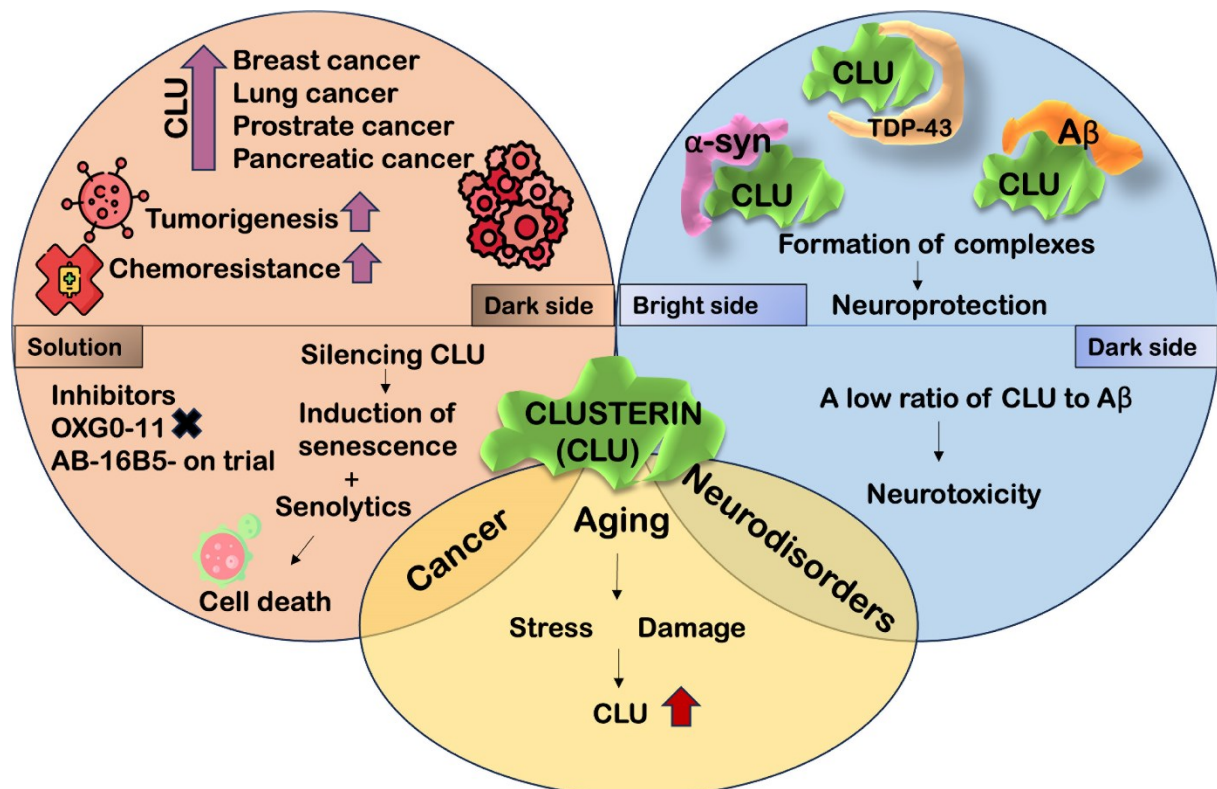 CLU
Breast cancer
Lung cancer
Prostrate cancer
Pancreatic cancer
Tumorigenesis
Chemoresistance
Dark side
Solution
Inhibitors
OXG0-11
AB-16B5- on trial
Silencing CLU
Induction of
senescence
+
Senolytics
Cell death
CLU
TDP-43
α-syn
CLU
Aβ
CLU
Formation of complexes
Neuroprotection
Bright side
Dark side
A low ratio of CLU to Aβ
Neurotoxicity
CLUSTERIN
(CLU)
Cancer
Aging
Neurodisorders
Stress Damage
CLU